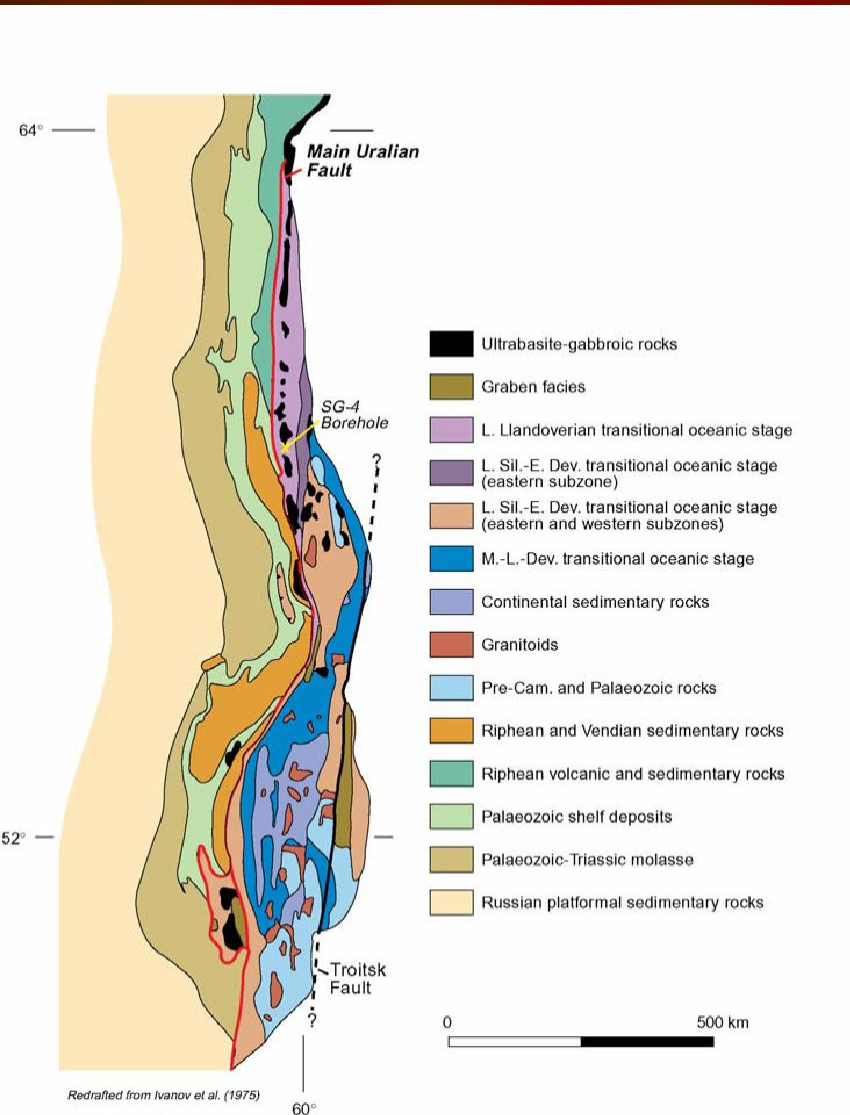 64°
Main Uralian
Fault
SG-4
Borehole
?
Ultrabasite-gabbroic rocks
Graben facies
L. Llandoverian transitional oceanic stage
L. Sil.-E. Dev. transitional oceanic stage
(eastern subzone)
L. Sil.-E. Dev. transitional oceanic stage
(eastern and western subzones)
M.-L.-Dev. transitional oceanic stage
Continental sedimentary rocks
Granitoids
Pre-Cam. and Palaeozoic rocks
Riphean and Vendian sedimentary rocks
Riphean volcanic and sedimentary rocks
Palaeozoic shelf deposits
52°
Palaeozoic-Triassic molasse
Russian platformal sedimentary rocks
Troitsk
Fault
?
0 500 km
Redrafted from Ivanov et al. (1975)
60°